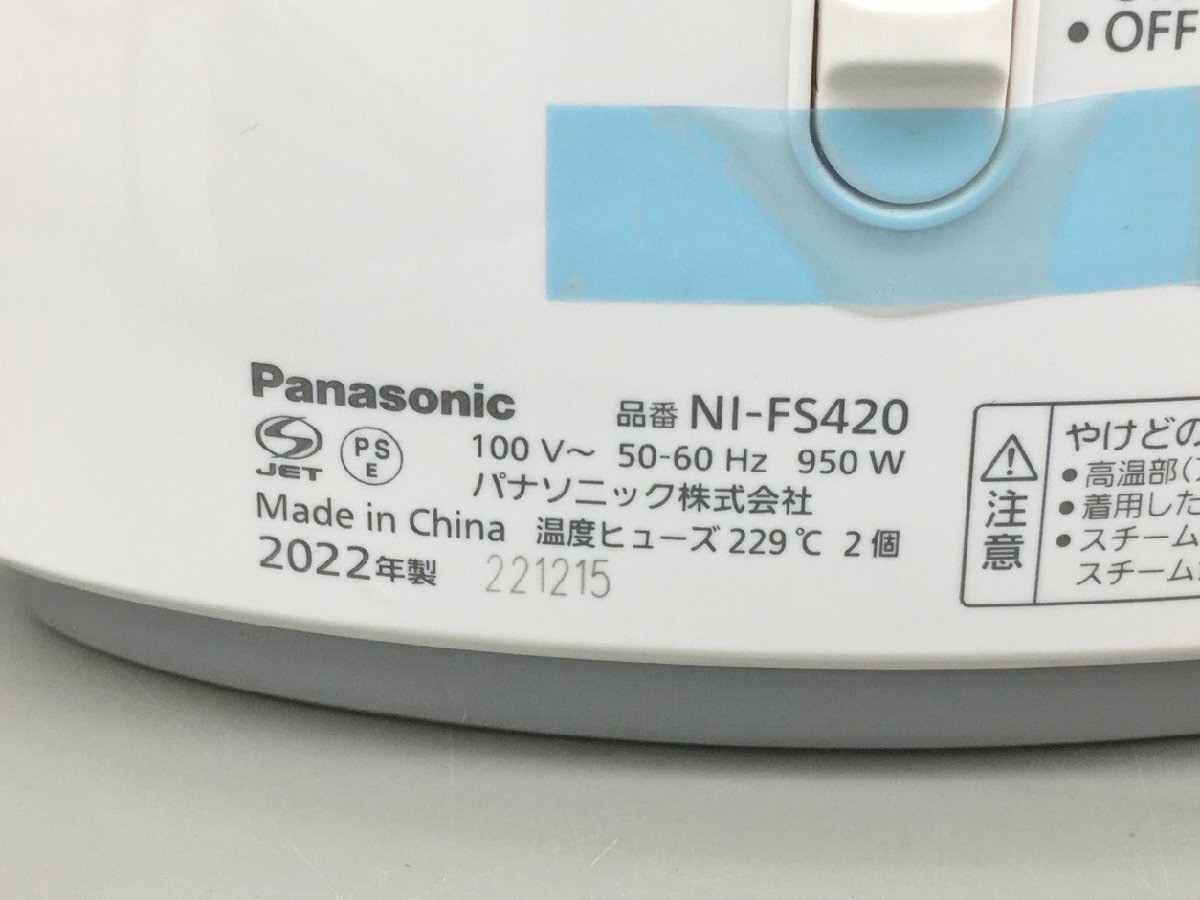 • OFF
Panasonic
品番 NI-FS420
JET PS E
100 V～ 50-60 Hz 950 W
パナソニック株式会社
Made in China 温度ヒューズ 229℃ 2個
2022年製 221215
注意
やけどの
• 高温部(
• 着用した
• スチーム
スチーム